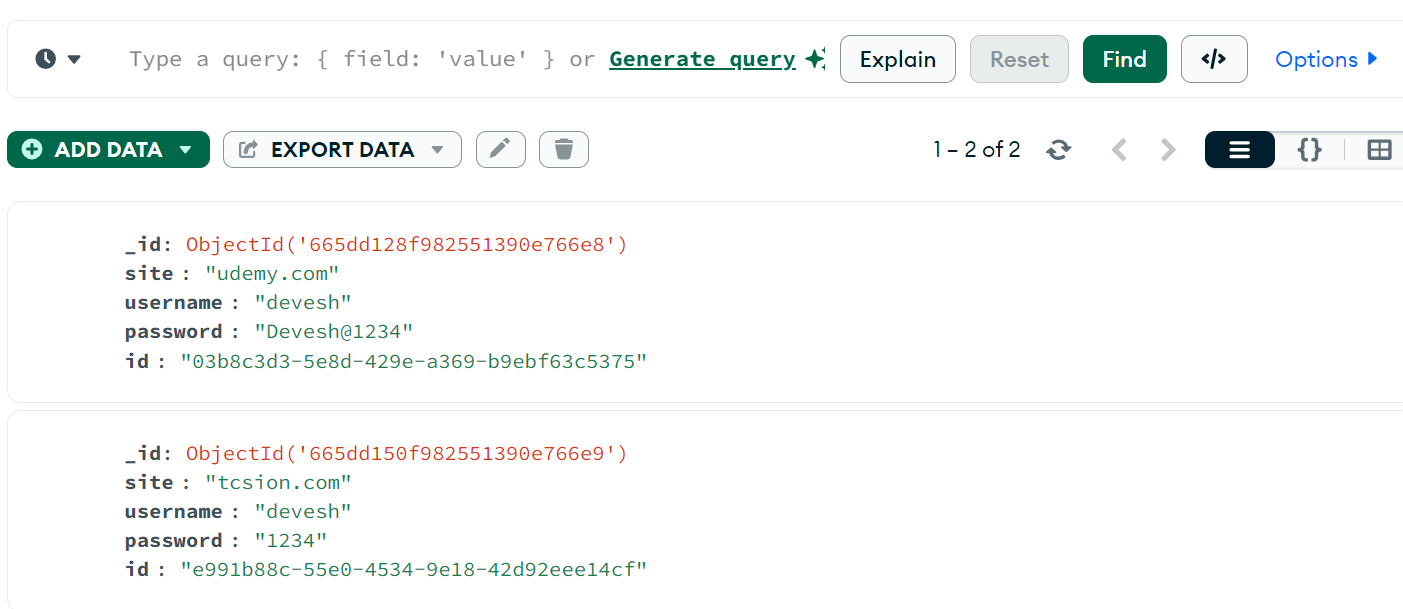 Type a query: { field: 'value' } or Generate query Explain Reset Find </> Options
ADD DATA EXPORT DATA 1 – 2 of 2 {}
_id: ObjectId('665dd128f982551390e766e8')
site : "udemy.com"
username : "devesh"
password : "Devesh@1234"
id : "03b8c3d3-5e8d-429e-a369-b9ebf63c5375"
_id: ObjectId('665dd150f982551390e766e9')
site : "tcsion.com"
username : "devesh"
password : "1234"
id : "e991b88c-55e0-4534-9e18-42d92eee14cf"